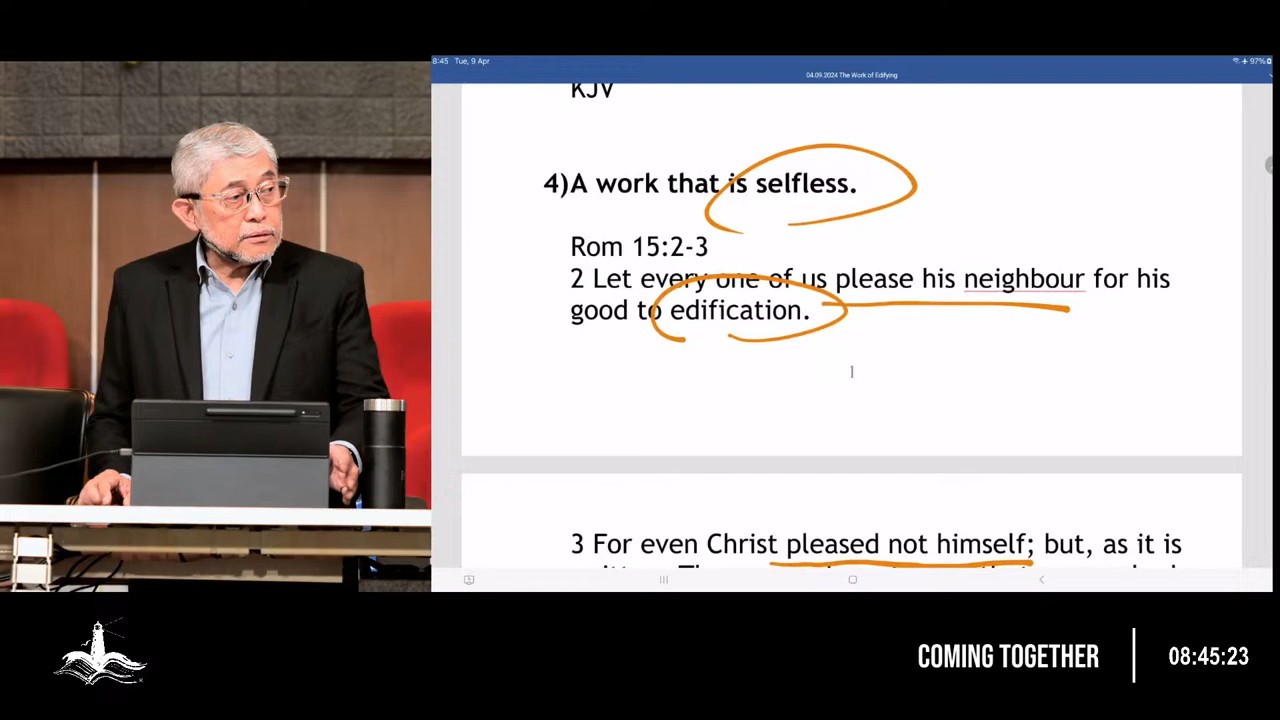 8:45 Tue, 9 Apr
97%
04.09.2024 The Work of Edifying
KJV
4)A work that is selfless.
Rom 15:2-3
2 Let every one of us please his neighbour for his
good to edification.
1
3 For even Christ pleased not himself; but, as it is
COMING TOGETHER
08:45:23